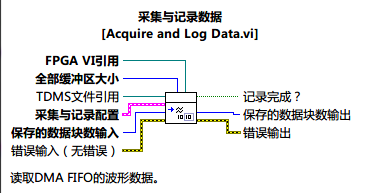 采集与记录数据
[Acquire and Log Data.vi]
FPGA VI引用
全部缓冲区大小
TDMS文件引用
采集与记录配置
保存的数据块数输入
错误输入（无错误）
记录完成？
保存的数据块数输出
错误输出
读取DMA FIFO的波形数据。